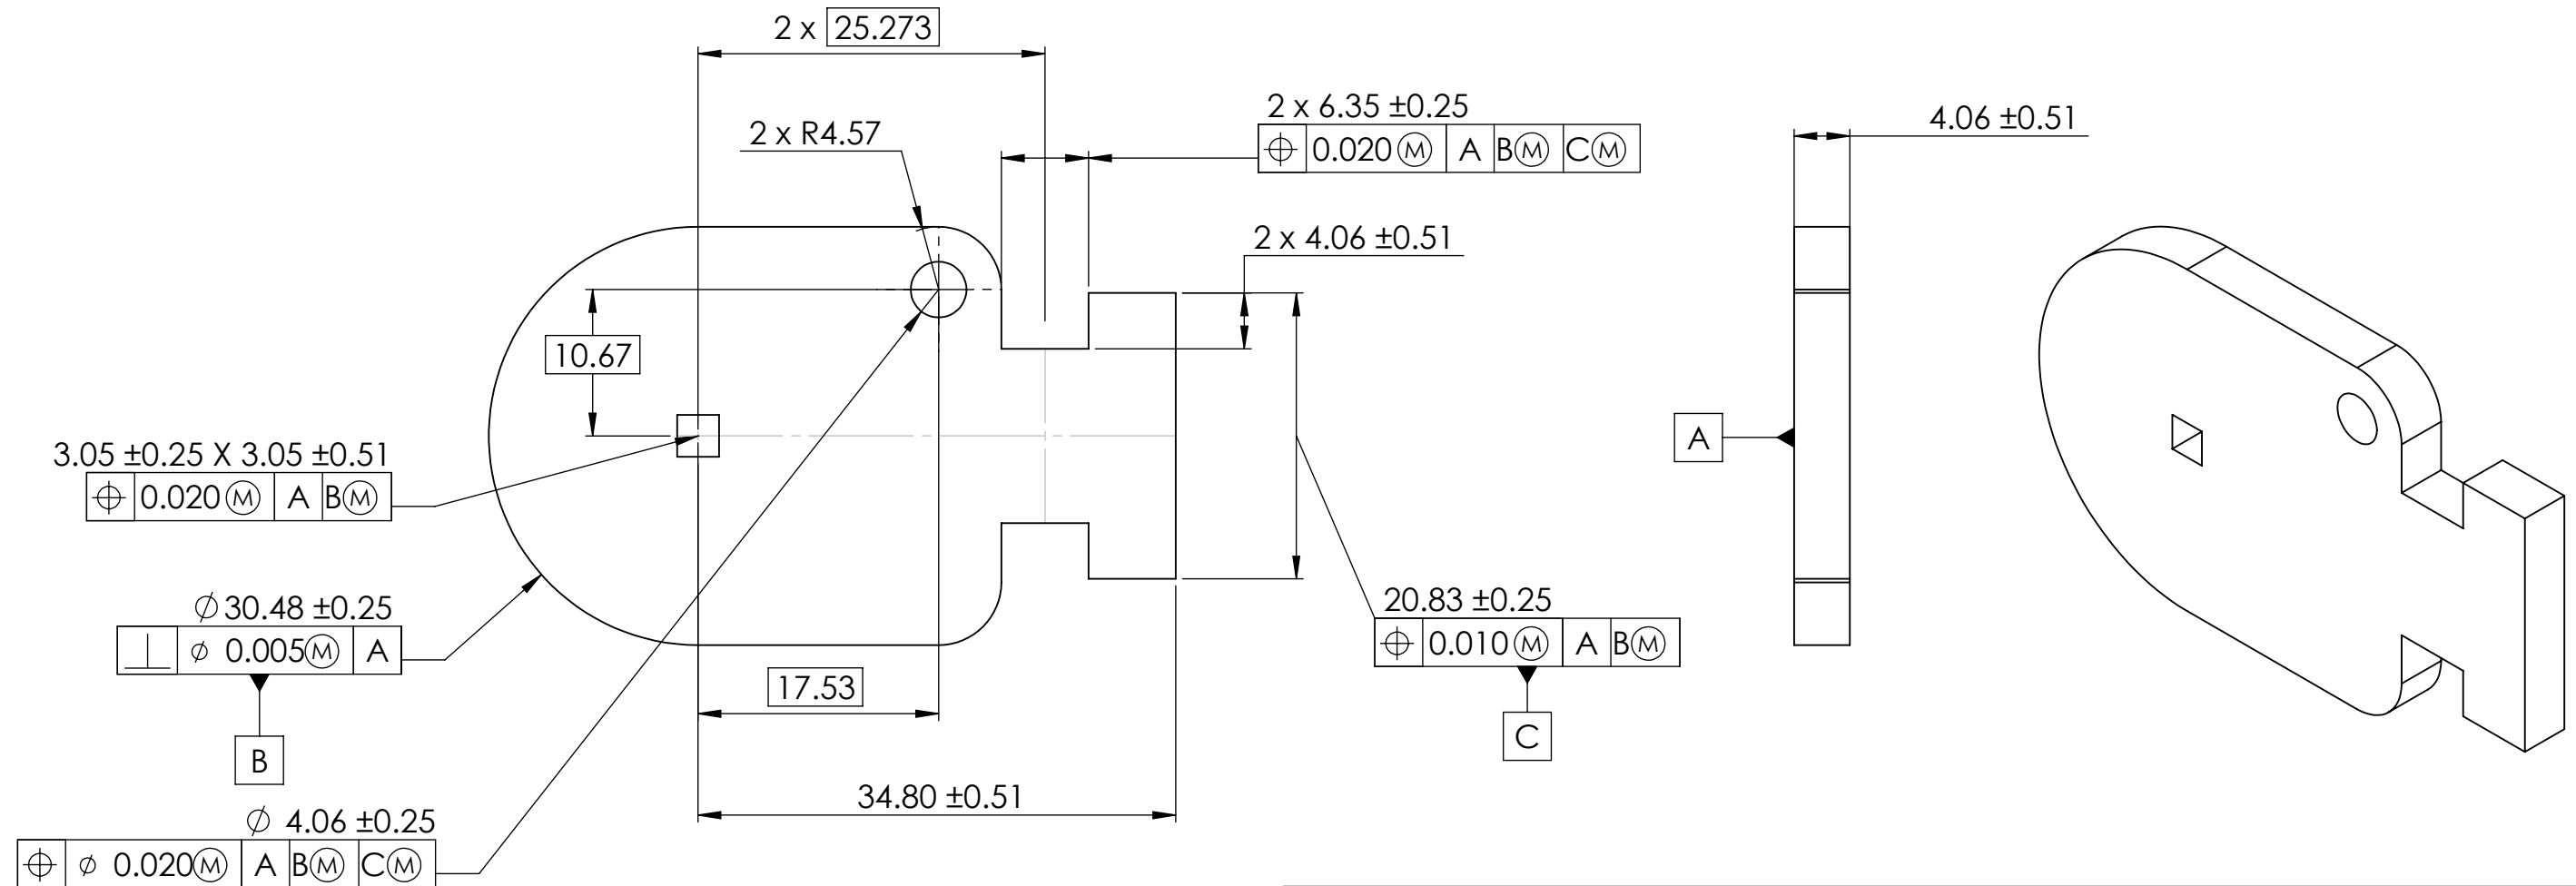 2 x 25.273
2 x R4.57
2 x 6.35 ±0.25
⌖ 0.020 Ⓜ A BⓂ CⓂ
4.06 ±0.51
2 x 4.06 ±0.51
10.67
A
3.05 ±0.25 X 3.05 ±0.51
⌖ 0.020 Ⓜ A BⓂ
∅ 30.48 ±0.25
⟂ ∅ 0.005Ⓜ A
B
20.83 ±0.25
⌖ 0.010 Ⓜ A BⓂ
C
17.53
34.80 ±0.51
∅ 4.06 ±0.25
⌖ ∅ 0.020Ⓜ A BⓂ CⓂ